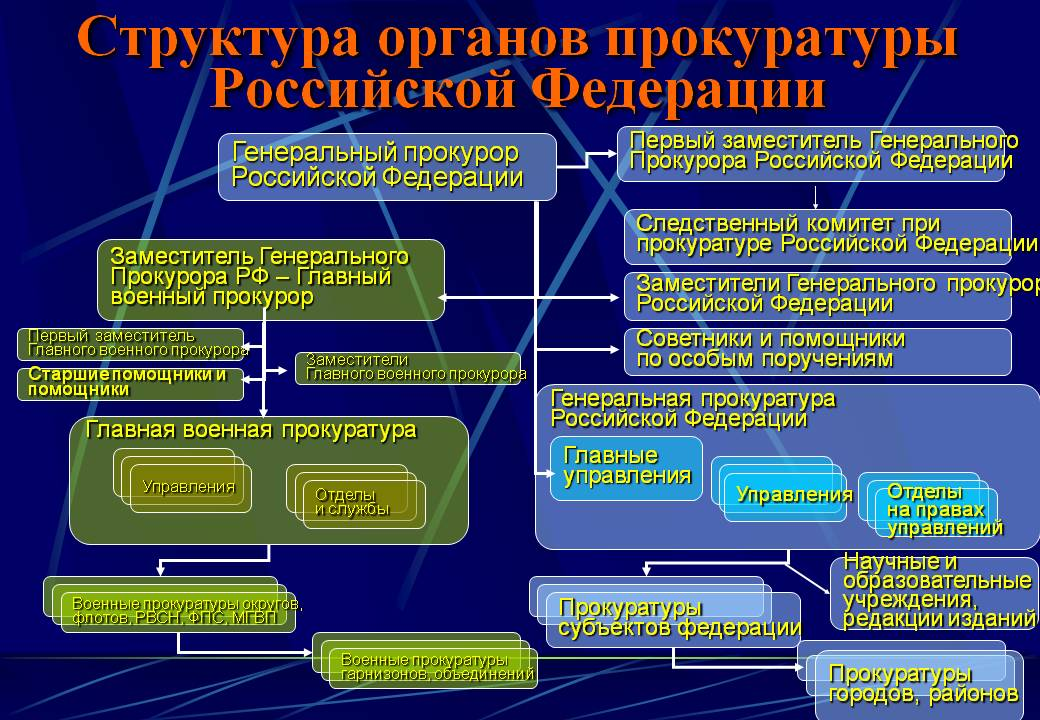 Структура органов прокуратуры
Российской Федерации
Генеральный прокурор
Российской Федерации
Первый заместитель Генерального
Прокурора Российской Федерации
Следственный комитет при
прокуратуре Российской Федерации
Заместители Генерального прокурор
Российской Федерации
Советники и помощники
по особым поручениям
Заместитель Генерального
Прокурора РФ – Главный
военный прокурор
Первый заместитель
Главного военного прокурора
Старшие помощники и
помощники
Заместители
Главного военного прокурора
Главная военная прокуратура
Управления
Отделы
и службы
Генеральная прокуратура
Российской Федерации
Главные
управления
Управления
Отделы
на правах
управлений
Научные и
образовательные
учреждения,
редакции изданий
Военные прокуратуры округов,
флотов, РВСН, ФПС, МГВП
Военные прокуратуры
гарнизонов, объединений
Прокуратуры
субъектов федерации
Прокуратуры
городов, районов